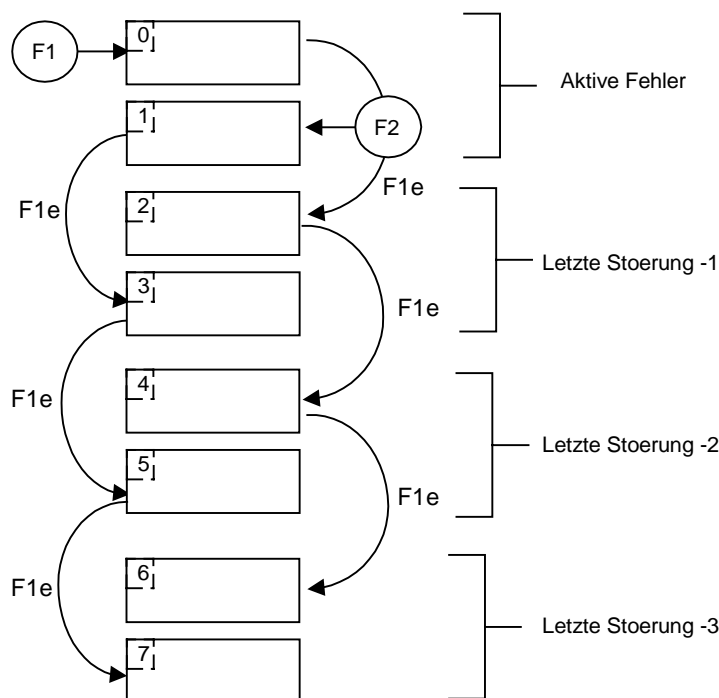 F1
0
Aktive Fehler
1
F2
F1e
2
F1e
Letzte Stoerung -1
3
F1e
4
F1e
Letzte Stoerung -2
5
F1e
6
F1e
Letzte Stoerung -3
7